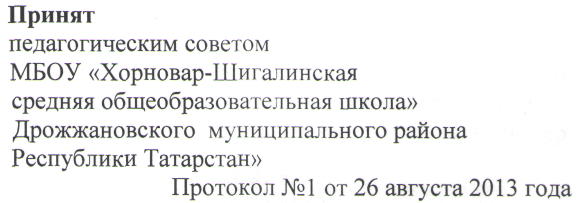 Принят
педагогическим советом
МБОУ «Хорновар-Шигалинская
средняя общеобразовательная школа»
Дрожжановского муниципального района
Республики Татарстан»
Протокол №1 от 26 августа 2013 года